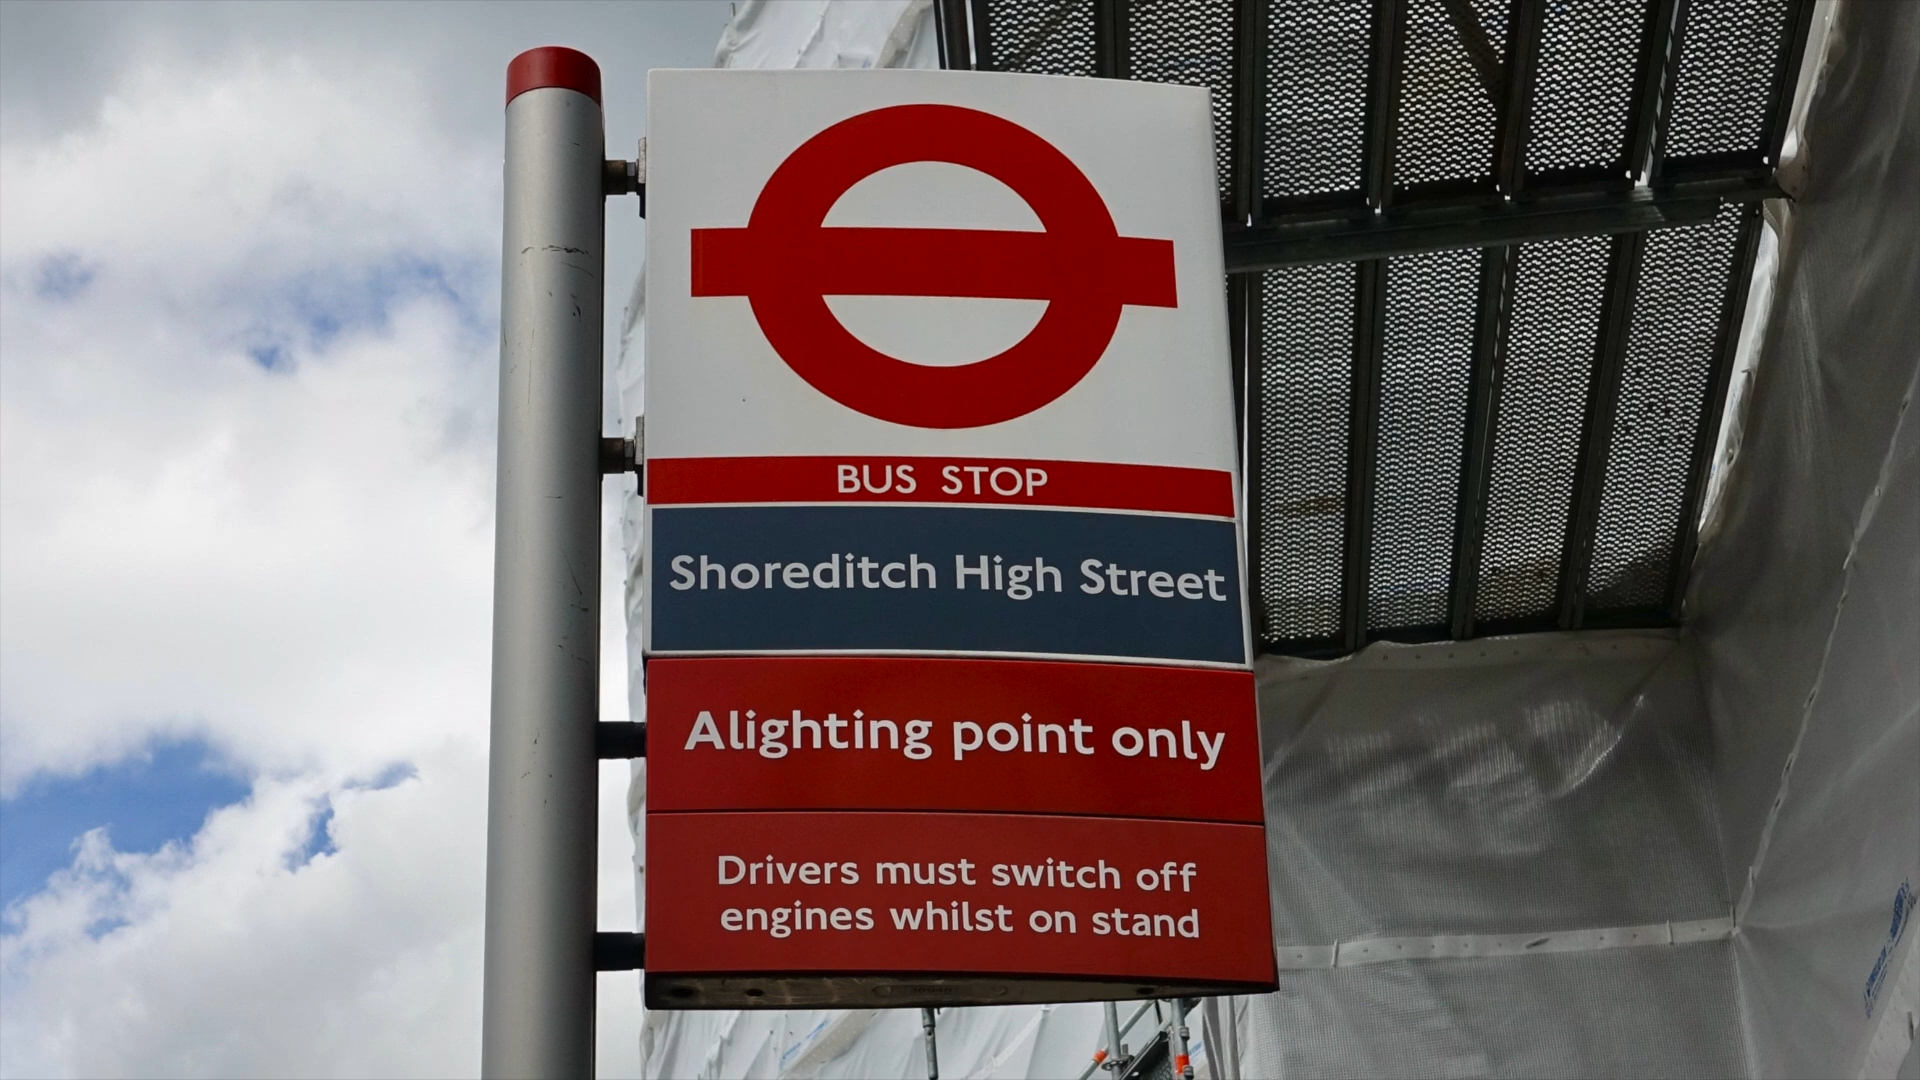 BUS STOP
Shoreditch High Street
Alighting point only
Drivers must switch off
engines whilst on stand